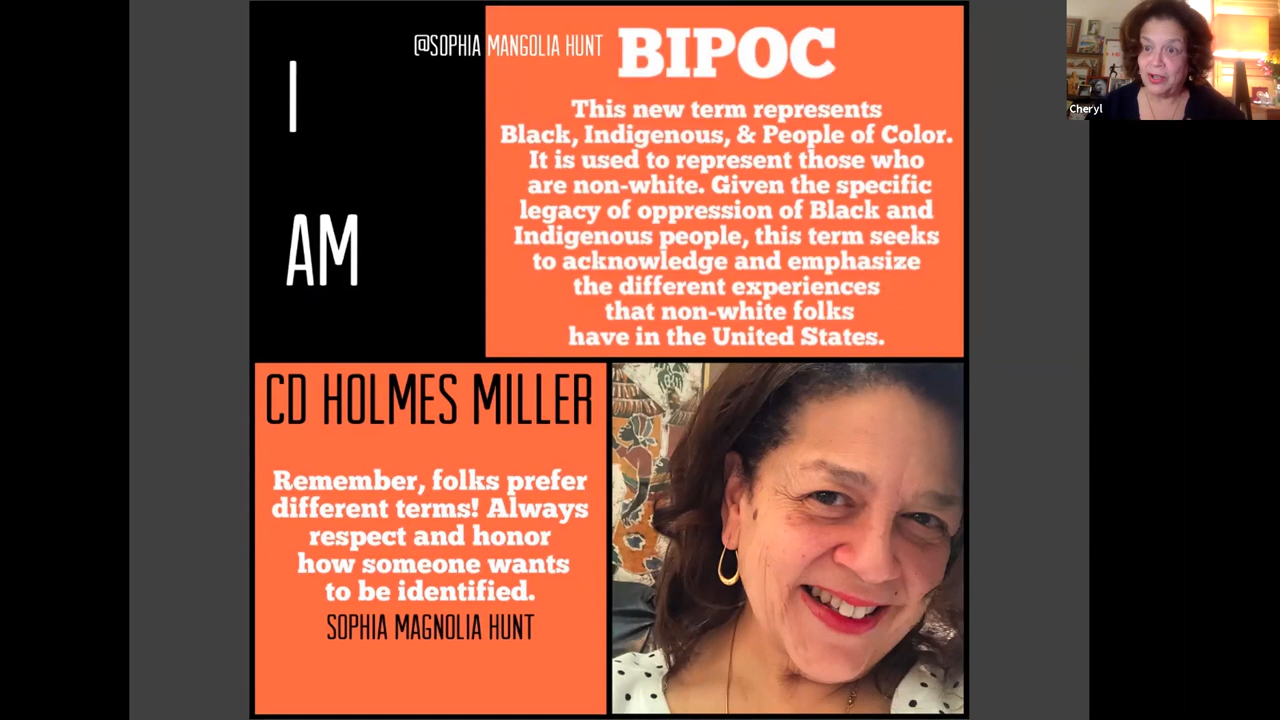 I
AM
@SOPHIA MANGOLIA HUNT
BIPOC
This new term represents
Black, Indigenous, & People of Color.
It is used to represent those who
are non-white. Given the specific
legacy of oppression of Black and
Indigenous people, this term seeks
to acknowledge and emphasize
the different experiences
that non-white folks
have in the United States.
CD HOLMES MILLER
Remember, folks prefer
different terms! Always
respect and honor
how someone wants
to be identified.
SOPHIA MAGNOLIA HUNT
Cheryl